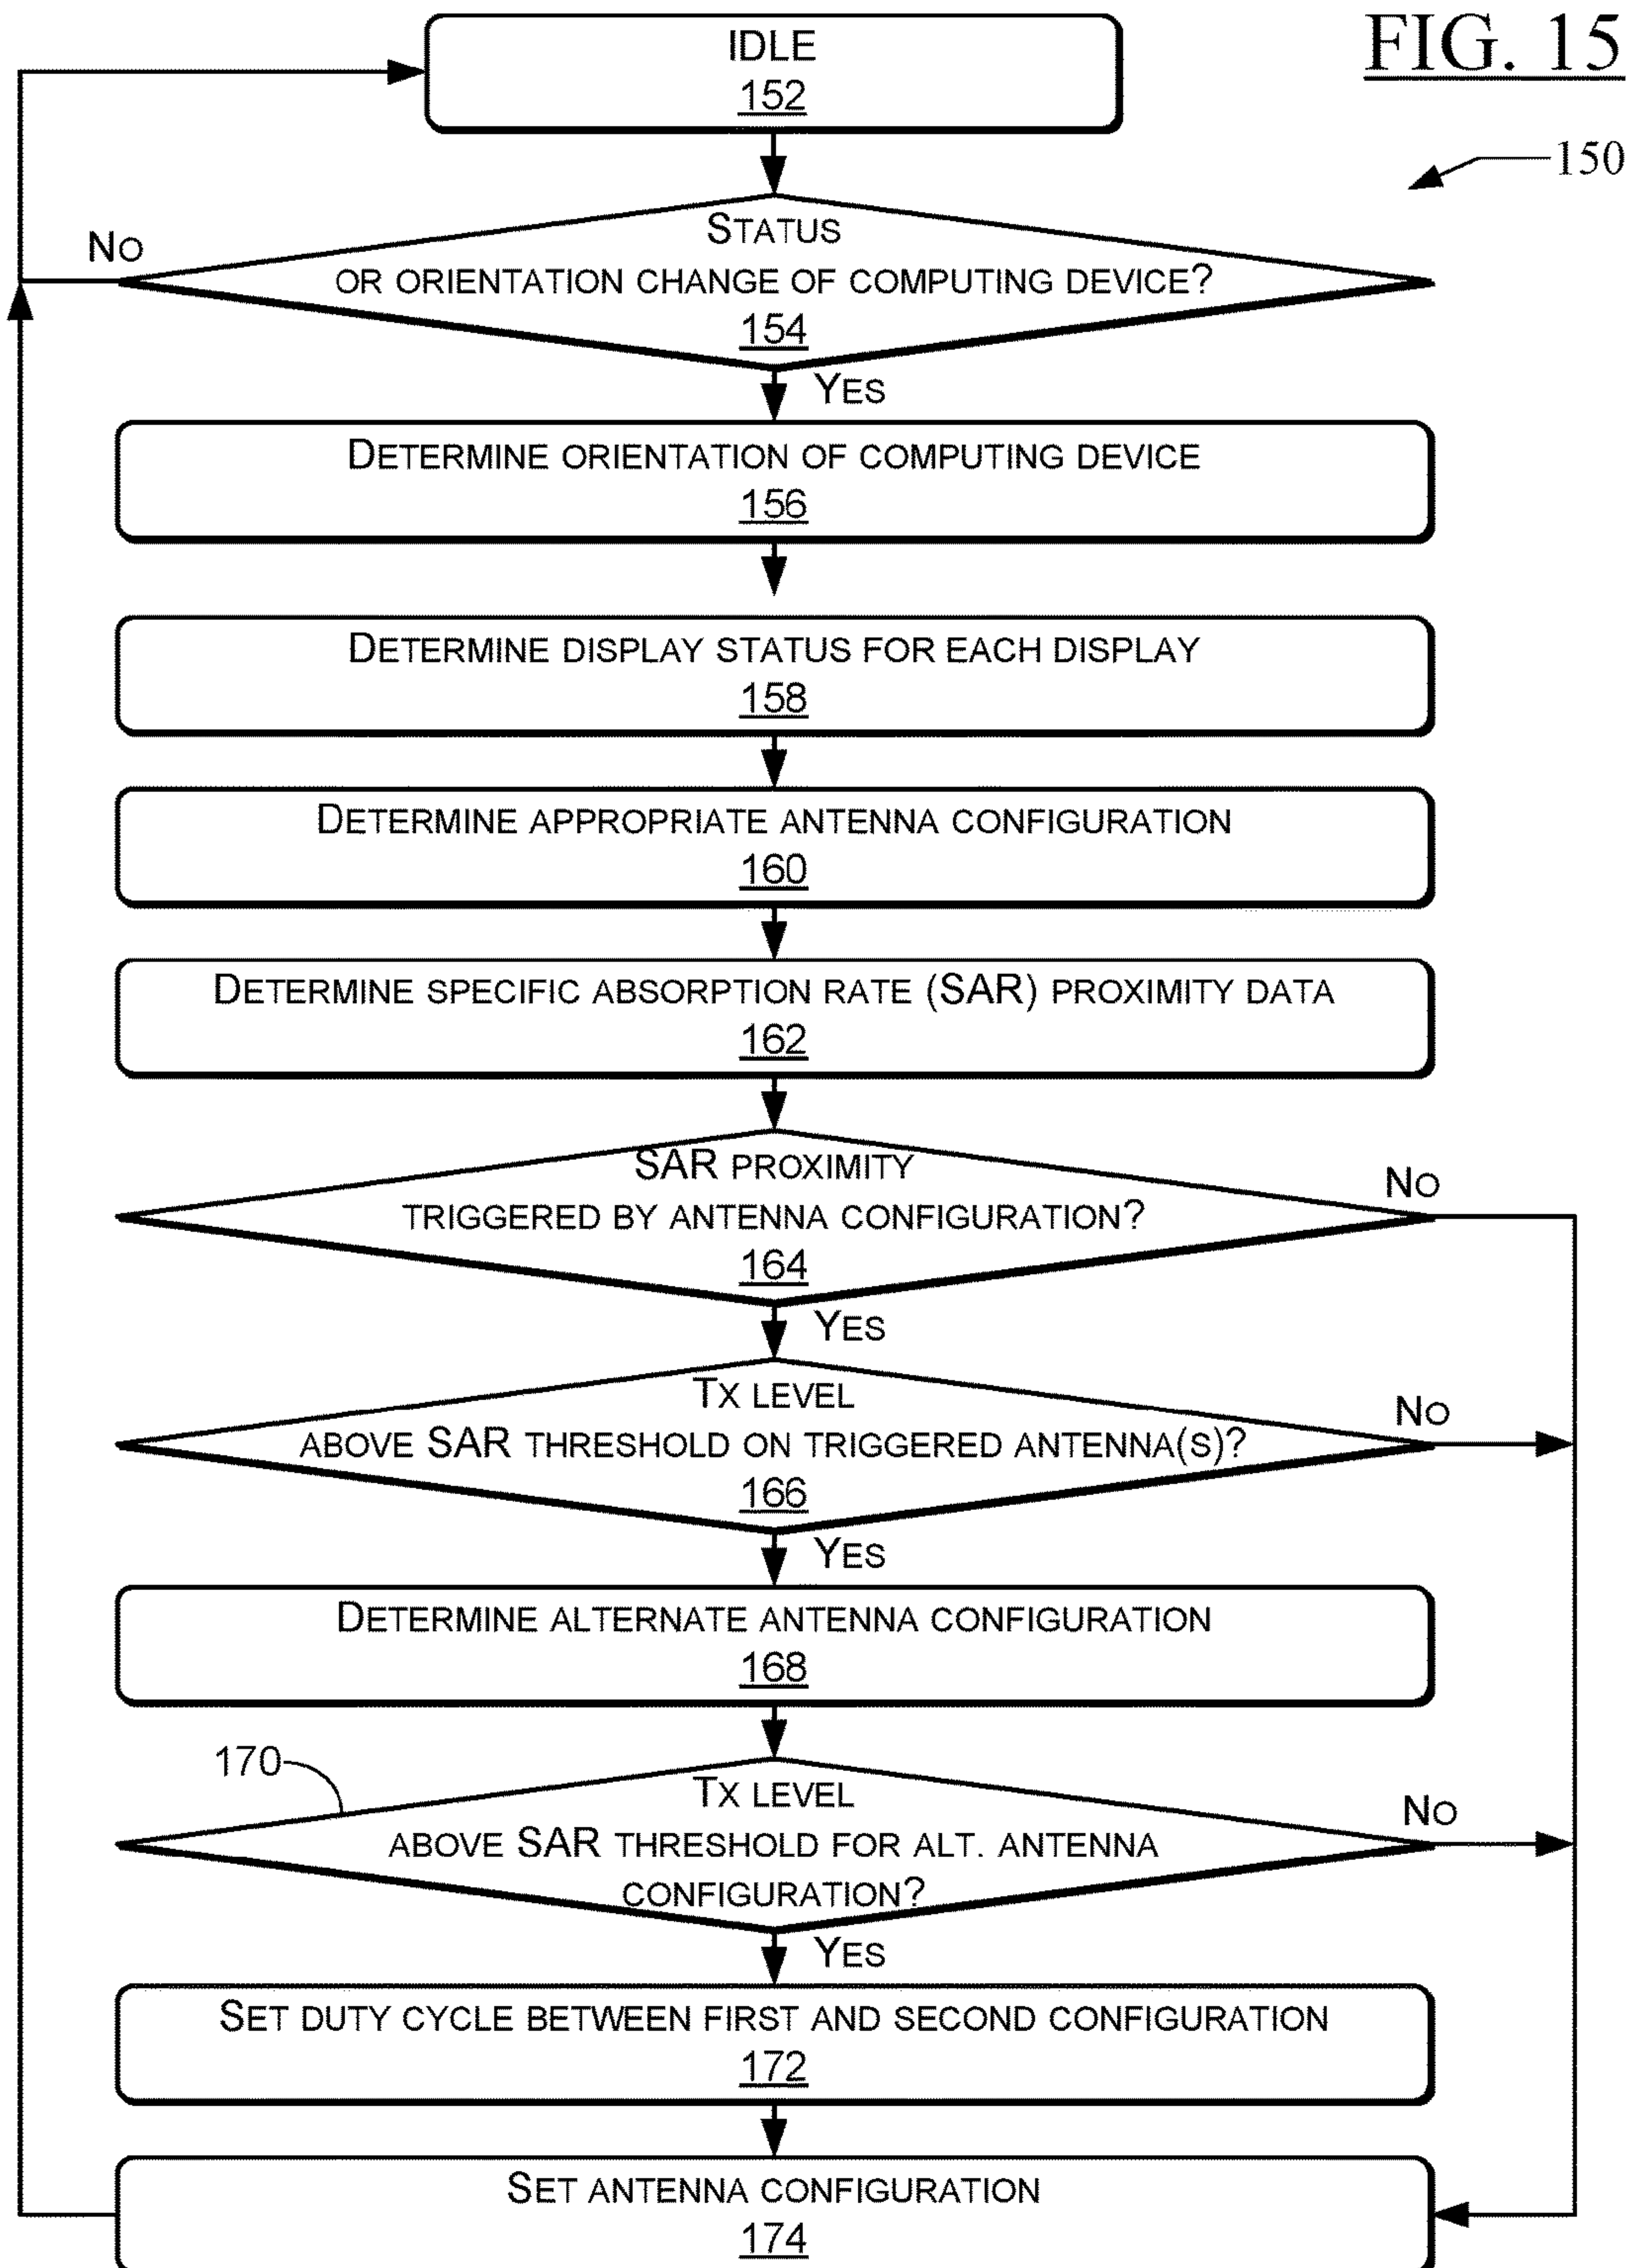 FIG. 15
150
IDLE
152
STATUS
OR ORIENTATION CHANGE OF COMPUTING DEVICE?
154
NO
YES
DETERMINE ORIENTATION OF COMPUTING DEVICE
156
DETERMINE DISPLAY STATUS FOR EACH DISPLAY
158
DETERMINE APPROPRIATE ANTENNA CONFIGURATION
160
DETERMINE SPECIFIC ABSORPTION RATE (SAR) PROXIMITY DATA
162
SAR PROXIMITY
TRIGGERED BY ANTENNA CONFIGURATION?
164
NO
YES
TX LEVEL
ABOVE SAR THRESHOLD ON TRIGGERED ANTENNA(S)?
166
NO
YES
DETERMINE ALTERNATE ANTENNA CONFIGURATION
168
170
TX LEVEL
ABOVE SAR THRESHOLD FOR ALT. ANTENNA
CONFIGURATION?
NO
YES
SET DUTY CYCLE BETWEEN FIRST AND SECOND CONFIGURATION
172
SET ANTENNA CONFIGURATION
174